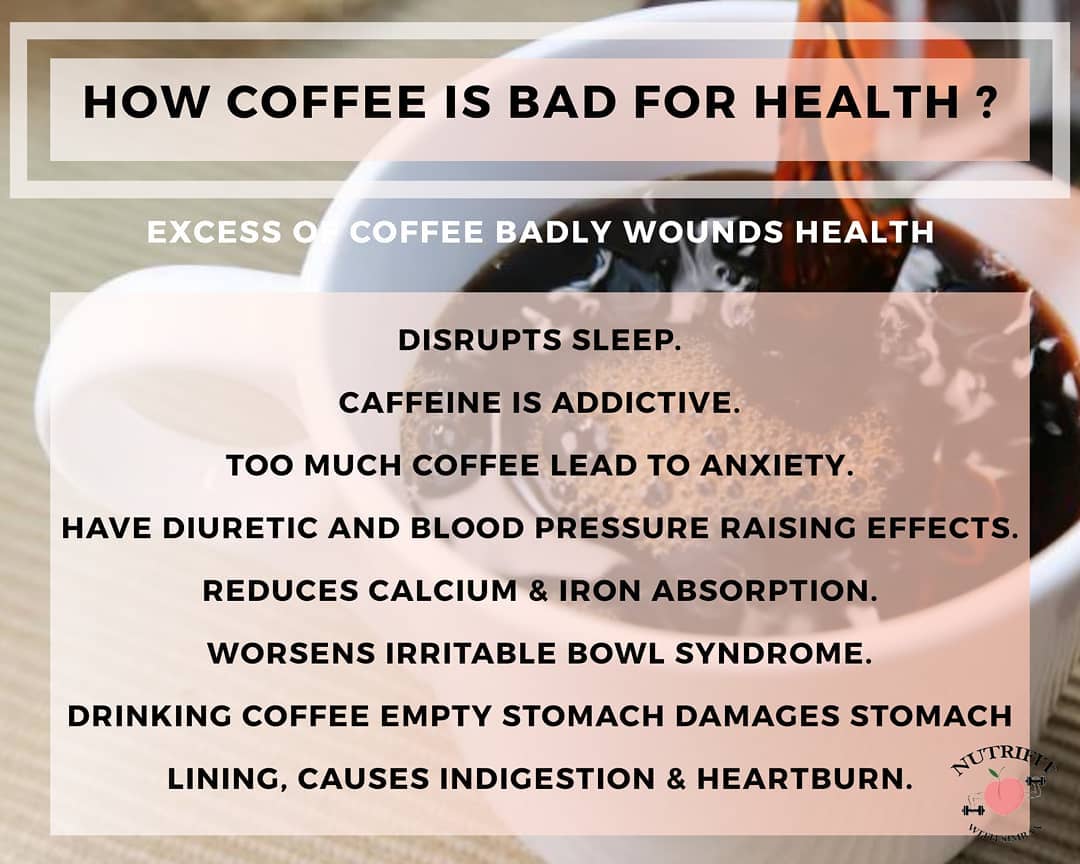 HOW COFFEE IS BAD FOR HEALTH ?
EXCESS OF COFFEE BADLY WOUNDS HEALTH
DISRUPTS SLEEP.
CAFFEINE IS ADDICTIVE.
TOO MUCH COFFEE LEAD TO ANXIETY.
HAVE DIURETIC AND BLOOD PRESSURE RAISING EFFECTS.
REDUCES CALCIUM & IRON ABSORPTION.
WORSENS IRRITABLE BOWL SYNDROME.
DRINKING COFFEE EMPTY STOMACH DAMAGES STOMACH
LINING, CAUSES INDIGESTION & HEARTBURN.